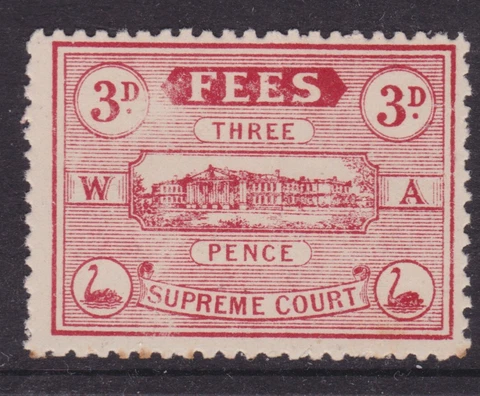 3D. FEES 3D.
THREE
W A
PENCE
SUPREME COURT